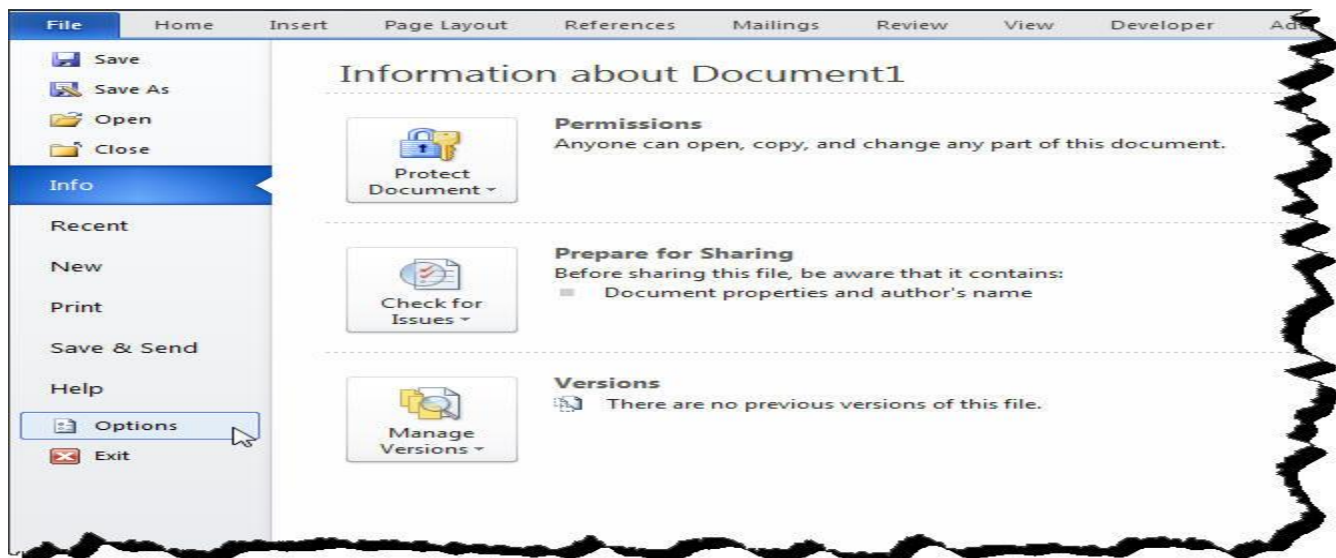 File Home Insert Page Layout References Mailings Review View Developer
Save
Save As
Open
Close
Info
Recent
New
Print
Save & Send
Help
Options
Exit
Information about Document1
Protect
Document
Permissions
Anyone can open, copy, and change any part of this document.
Check for
Issues
Prepare for Sharing
Before sharing this file, be aware that it contains:
Document properties and author's name
Manage
Versions
Versions
There are no previous versions of this file.